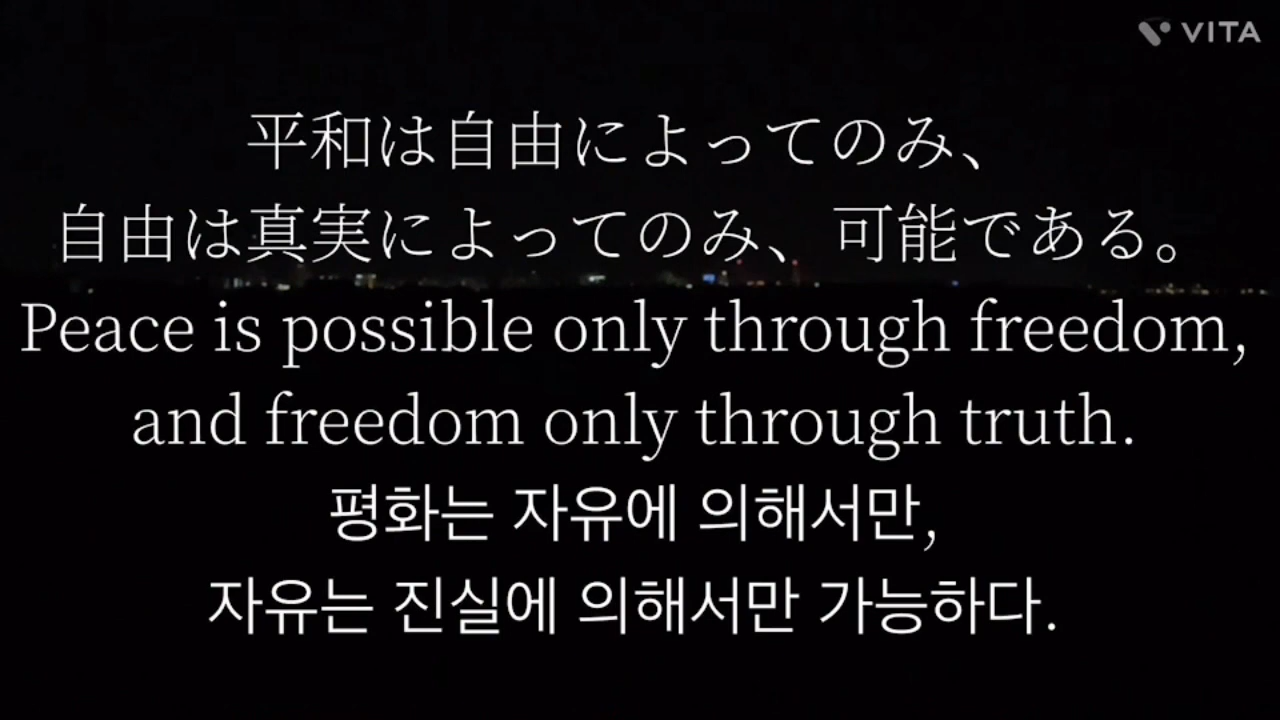 VITA
平和は自由によってのみ、
自由は真実によってのみ、可能である。
Peace is possible only through freedom,
and freedom only through truth.
평화는 자유에 의해서만,
자유는 진실에 의해서만 가능하다.